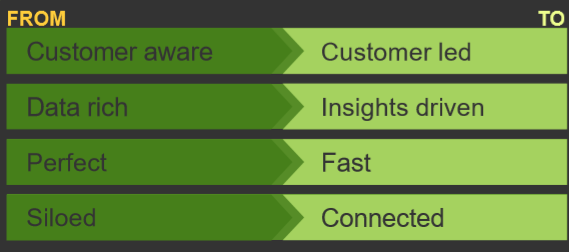 FROM TO
Customer aware Customer led
Data rich Insights driven
Perfect Fast
Siloed Connected